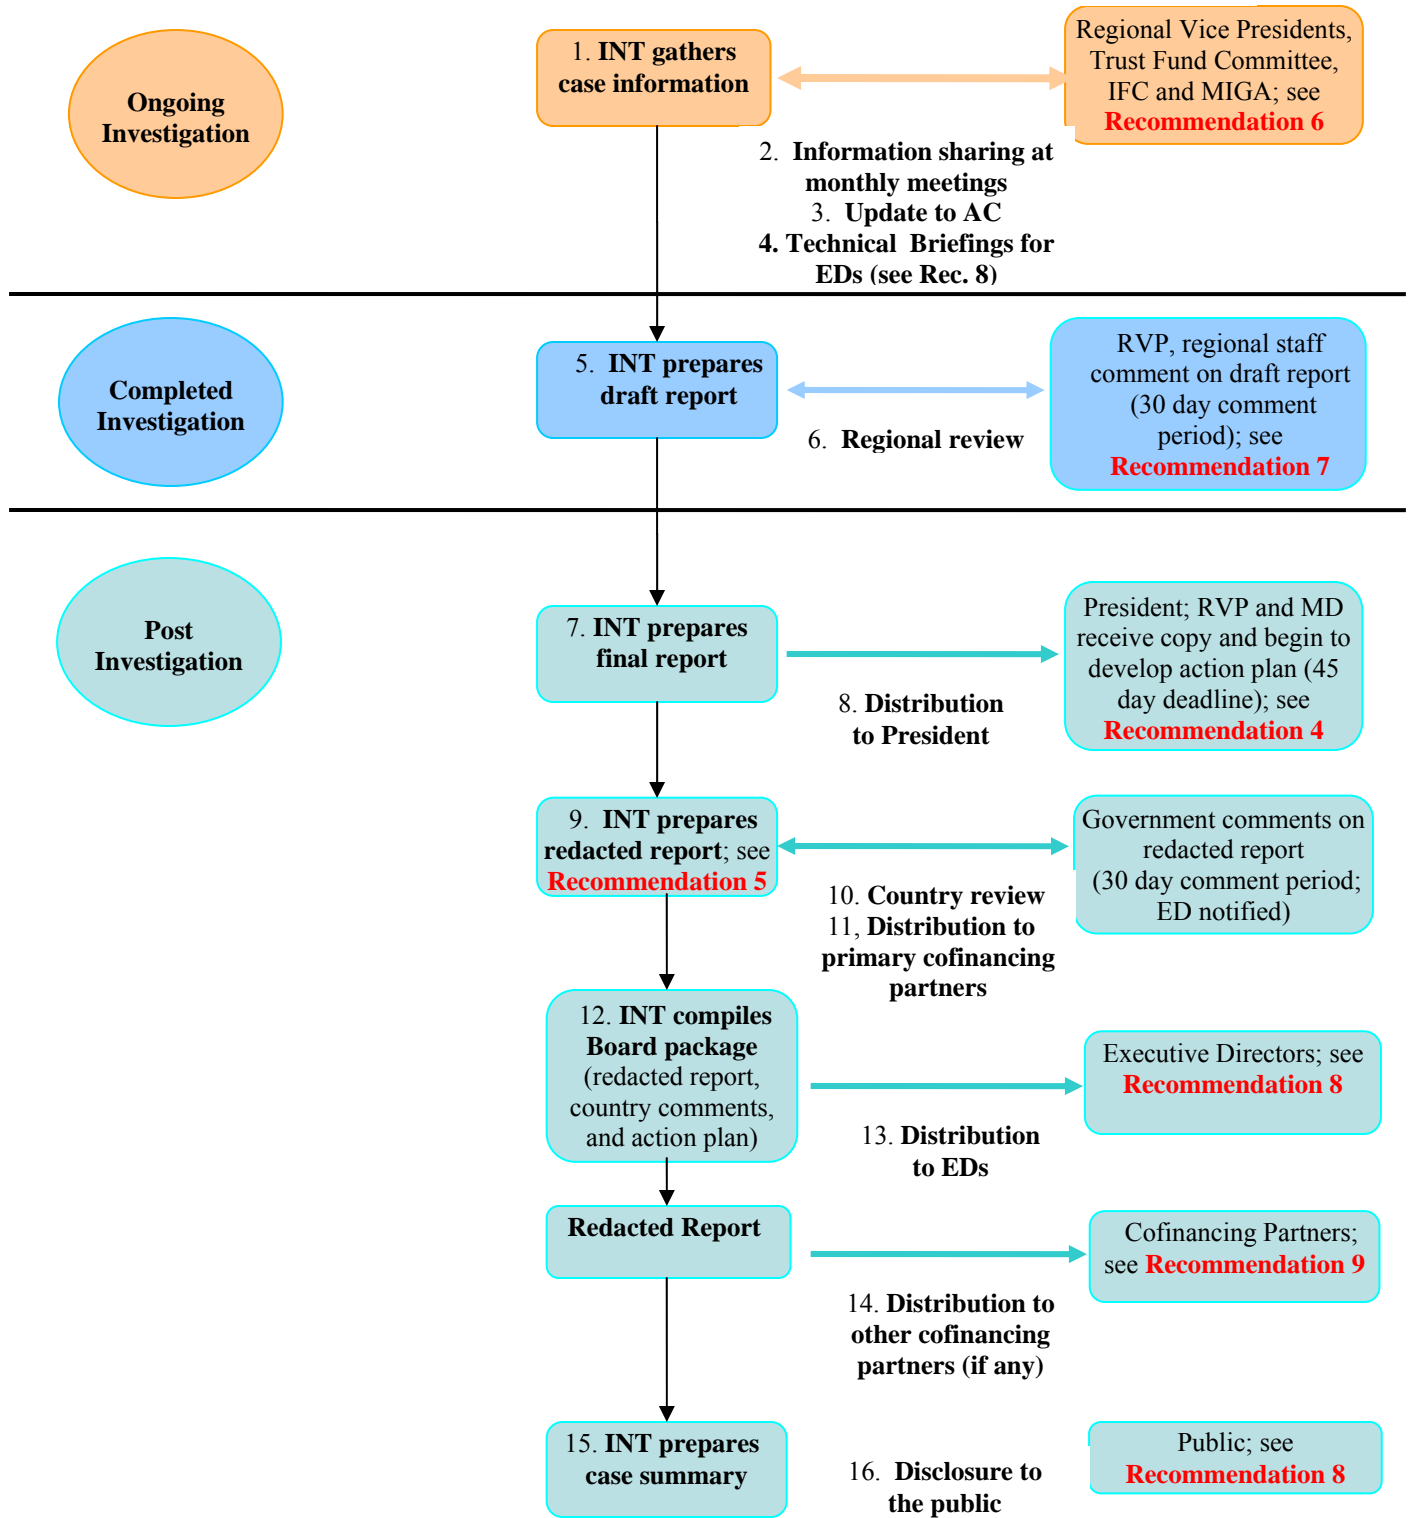 Ongoing
Investigation
1. INT gathers
case information
Regional Vice Presidents,
Trust Fund Committee,
IFC and MIGA; see
Recommendation 6
2. Information sharing at
monthly meetings
3. Update to AC
4. Technical Briefings for
EDs (see Rec. 8)
Completed
Investigation
5. INT prepares
draft report
6. Regional review
RVP, regional staff
comment on draft report
(30 day comment
period); see
Recommendation 7
Post
Investigation
7. INT prepares
final report
8. Distribution
to President
President; RVP and MD
receive copy and begin to
develop action plan (45
day deadline); see
Recommendation 4
9. INT prepares
redacted report; see
Recommendation 5
10. Country review
11, Distribution to
primary cofinancing
partners
Government comments on
redacted report
(30 day comment period;
ED notified)
12. INT compiles
Board package
(redacted report,
country comments,
and action plan)
13. Distribution
to EDs
Executive Directors; see
Recommendation 8
Redacted Report
14. Distribution to
other cofinancing
partners (if any)
Cofinancing Partners;
see Recommendation 9
15. INT prepares
case summary
16. Disclosure to
the public
Public; see
Recommendation 8